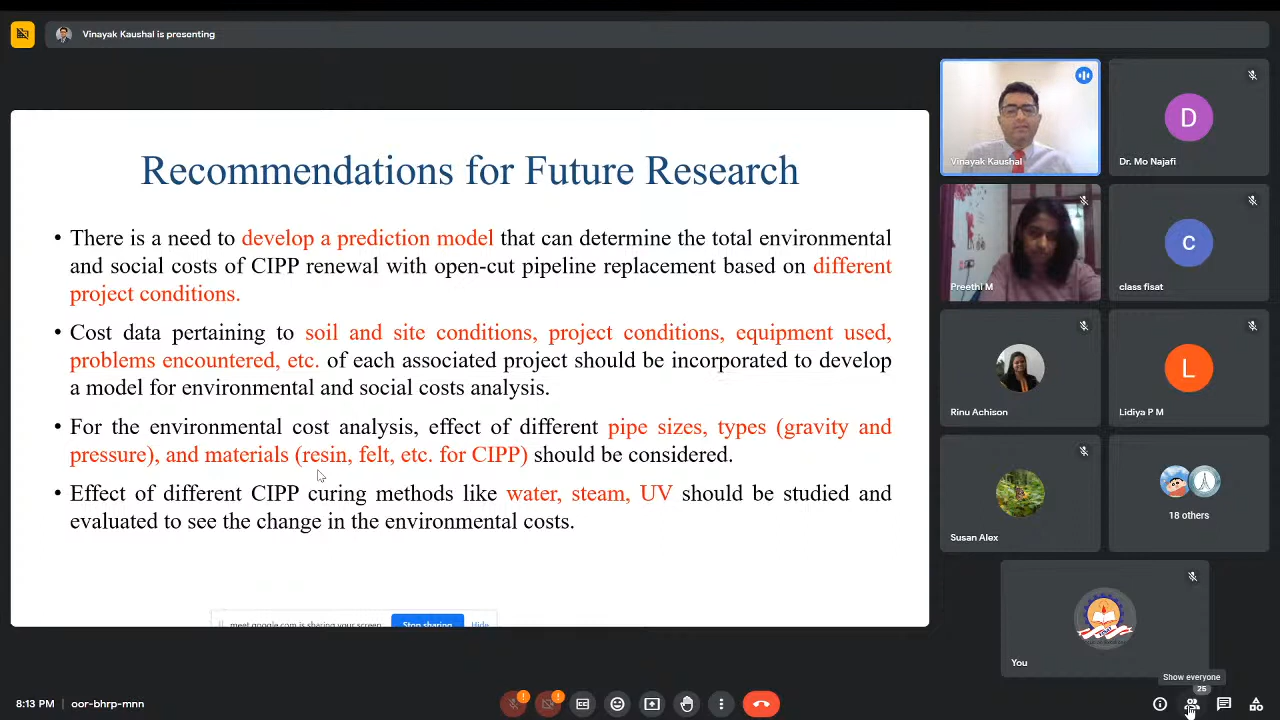 Vinayak Kaushal is presenting
Recommendations for Future Research
• There is a need to develop a prediction model that can determine the total environmental
and social costs of CIPP renewal with open-cut pipeline replacement based on different
project conditions.
• Cost data pertaining to soil and site conditions, project conditions, equipment used,
problems encountered, etc. of each associated project should be incorporated to develop
a model for environmental and social costs analysis.
• For the environmental cost analysis, effect of different pipe sizes, types (gravity and
pressure), and materials (resin, felt, etc. for CIPP) should be considered.
• Effect of different CIPP curing methods like water, steam, UV should be studied and
evaluated to see the change in the environmental costs.
meet.google.com is sharing your screen.
Stop sharing
Hide
Vinayak Kaushal
D
Dr. Mo Najafi
Preethi M
C
class fisat
Rinu Achison
L
Lidiya P M
Susan Alex
18 others
You
Show everyone
8:13 PM | oor-bhrp-mnn
25